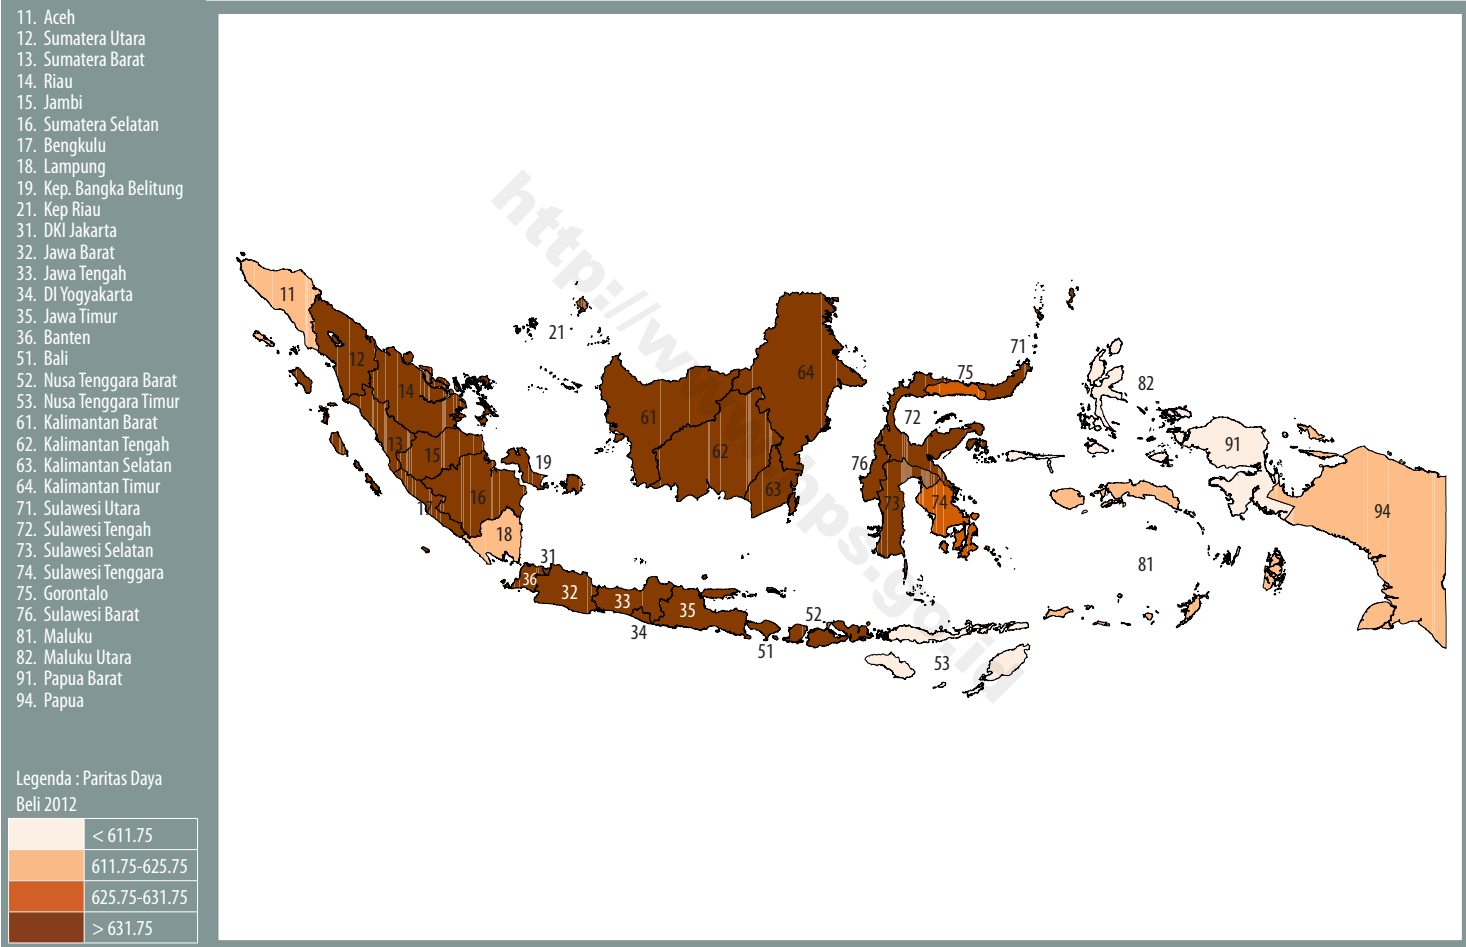 11. Aceh
12. Sumatera Utara
13. Sumatera Barat
14. Riau
15. Jambi
16. Sumatera Selatan
17. Bengkulu
18. Lampung
19. Kep. Bangka Belitung
21. Kep Riau
31. DKI Jakarta
32. Jawa Barat
33. Jawa Tengah
34. DI Yogyakarta
35. Jawa Timur
36. Banten
51. Bali
52. Nusa Tenggara Barat
53. Nusa Tenggara Timur
61. Kalimantan Barat
62. Kalimantan Tengah
63. Kalimantan Selatan
64. Kalimantan Timur
71. Sulawesi Utara
72. Sulawesi Tengah
73. Sulawesi Selatan
74. Sulawesi Tenggara
75. Gorontalo
76. Sulawesi Barat
81. Maluku
82. Maluku Utara
91. Papua Barat
94. Papua
Legenda : Paritas Daya
Beli 2012
< 611.75
611.75-625.75
625.75-631.75
> 631.75
11
21
71
12
64
75
82
14
61
72
13
91
15
62
19
76
63
16
73
74
17
94
18
31
81
36
32
33
35
52
34
51
53
http://www.bps.go.id